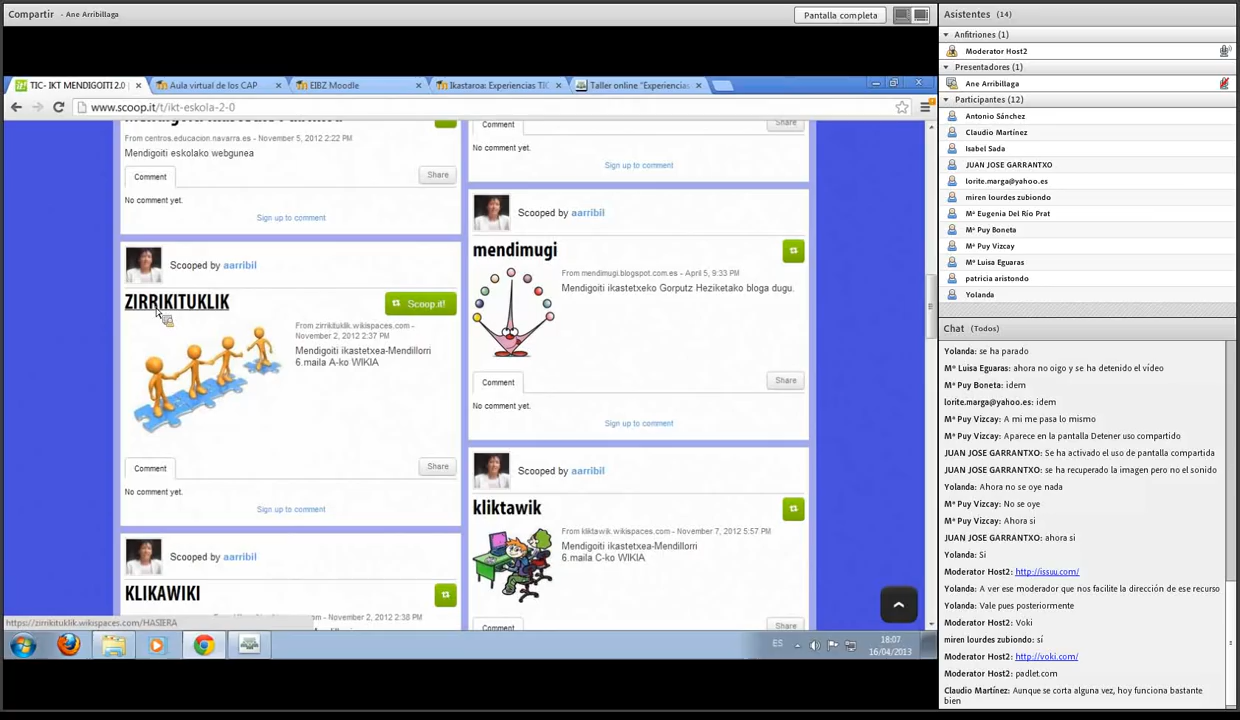 Compartir - Ane Arribillaga
Pantalla completa
TIC- IKT MENDIGOITI 2.0
Aula virtual de los CAP
EIBZ Moodle
Ikastaroa: Experiencias TIC
Taller online "Experiencias
www.scoop.it/t/ikt-eskola-2-0
From centros.educacion.navarra.es - November 5, 2012 2:22 PM
Mendigoiti eskolako webgunea
Comment
Share
No comment yet.
Sign up to comment
Scooped by aarribil
ZIRRIKITUKLIK
Scoop.it!
From zirrikituklik.wikispaces.com -
November 2, 2012 2:37 PM
Mendigoiti ikastetxea-Mendillorri
6.maila A-ko WIKIA
Comment
Share
No comment yet.
Sign up to comment
Scooped by aarribil
KLIKAWIKI
https://zirrikituklik.wikispaces.com/HASIERA
Comment
Share
No comment yet.
Sign up to comment
Scooped by aarribil
mendimugi
From mendimugi.blogspot.com.es - April 5, 9:33 PM
Mendigoiti ikastetxeko Gorputz Heziketako bloga dugu.
Comment
Share
No comment yet.
Sign up to comment
Scooped by aarribil
kliktawik
From kliktawik.wikispaces.com - November 7, 2012 5:57 PM
Mendigoiti ikastetxea-Mendillorri
6.maila C-ko WIKIA
Comment
Share
ES
18:07
16/04/2013
Asistentes (14)
Anfitriones (1)
Moderator Host2
Presentadores (1)
Ane Arribillaga
Participantes (12)
Antonio Sánchez
Claudio Martínez
Isabel Sada
JUAN JOSE GARRANTXO
lorite.marga@yahoo.es
miren lourdes zubiondo
Mª Eugenia Del Río Prat
Mª Puy Boneta
Mª Puy Vizcay
Mª Luisa Eguaras
patricia aristondo
Yolanda
Chat (Todos)
Yolanda: se ha parado
Mª Luisa Eguaras: ahora no oigo y se ha detenido el vídeo
Mª Puy Boneta: idem
lorite.marga@yahoo.es: idem
Mª Puy Vizcay: A mi me pasa lo mismo
Mª Puy Vizcay: Aparece en la pantalla Detener uso compartido
JUAN JOSE GARRANTXO: Se ha activado el uso de pantalla compartida
JUAN JOSE GARRANTXO: se ha recuperado la imagen pero no el sonido
Yolanda: Ahora no se oye nada
Mª Puy Vizcay: No se oye
Mª Puy Vizcay: Ahora si
JUAN JOSE GARRANTXO: ahora si
Yolanda: Si
Moderator Host2: http://issuu.com/
Yolanda: A ver ese moderador que nos facilite la dirección de ese recurso
Yolanda: Vale pues posteriormente
Moderator Host2: Voki
miren lourdes zubiondo: sí
Moderator Host2: http://voki.com/
Moderator Host2: padlet.com
Claudio Martínez: Aunque se corta alguna vez, hoy funciona bastante
bien